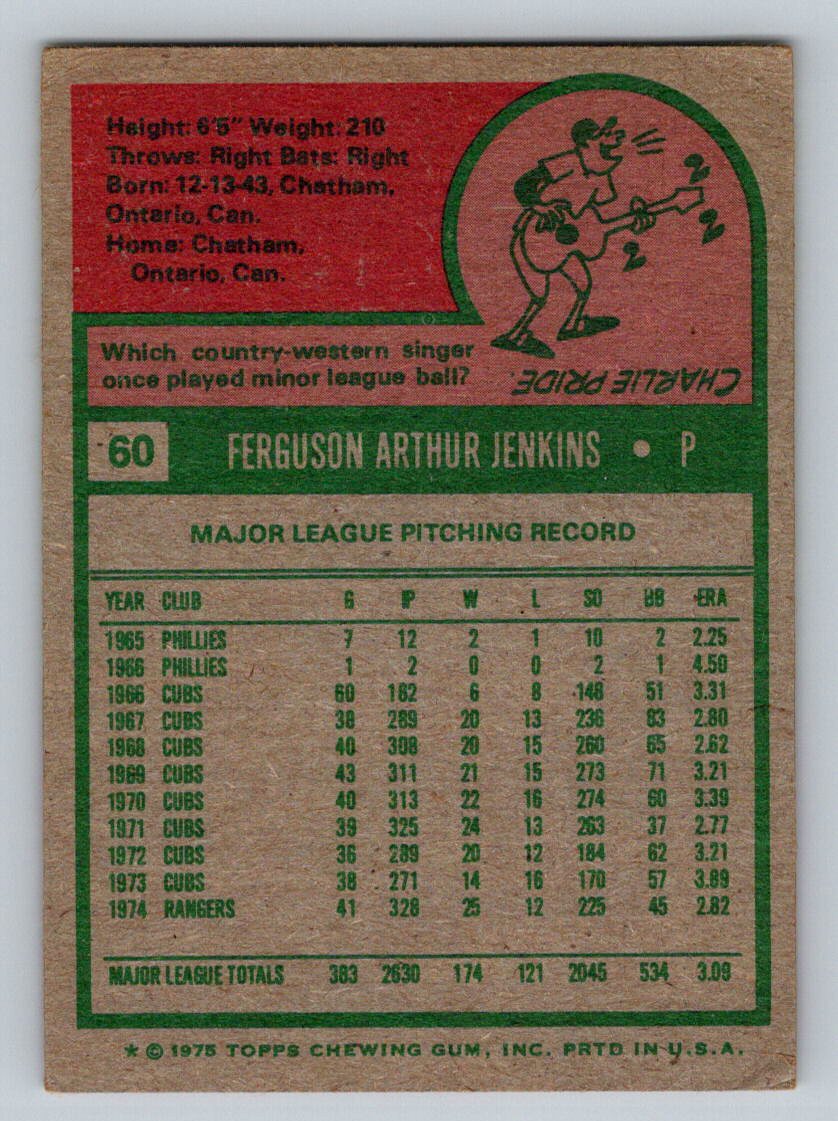 Height: 6'5" Weight: 210
Throws: Right Bats: Right
Born: 12-13-43, Chatham,
Ontario, Can.
Home: Chatham,
Ontario, Can.
2
2
2
Which country-western singer
once played minor league ball?
CHARLIE PRIDE.
60 FERGUSON ARTHUR JENKINS • P
MAJOR LEAGUE PITCHING RECORD
YEAR CLUB G IP W L SO BB ERA
1965 PHILLIES 7 12 2 1 10 2 2.25
1966 PHILLIES 1 2 0 0 2 1 4.50
1966 CUBS 60 182 6 8 148 51 3.31
1967 CUBS 38 289 20 13 236 83 2.80
1968 CUBS 40 308 20 15 260 65 2.62
1969 CUBS 43 311 21 15 273 71 3.21
1970 CUBS 40 313 22 16 274 60 3.39
1971 CUBS 39 325 24 13 263 37 2.77
1972 CUBS 36 289 20 12 184 62 3.21
1973 CUBS 38 271 14 16 170 57 3.89
1974 RANGERS 41 328 25 12 225 45 2.82
MAJOR LEAGUE TOTALS 383 2630 174 121 2045 534 3.09
* © 1975 TOPPS CHEWING GUM, INC. PRTD IN U.S.A.